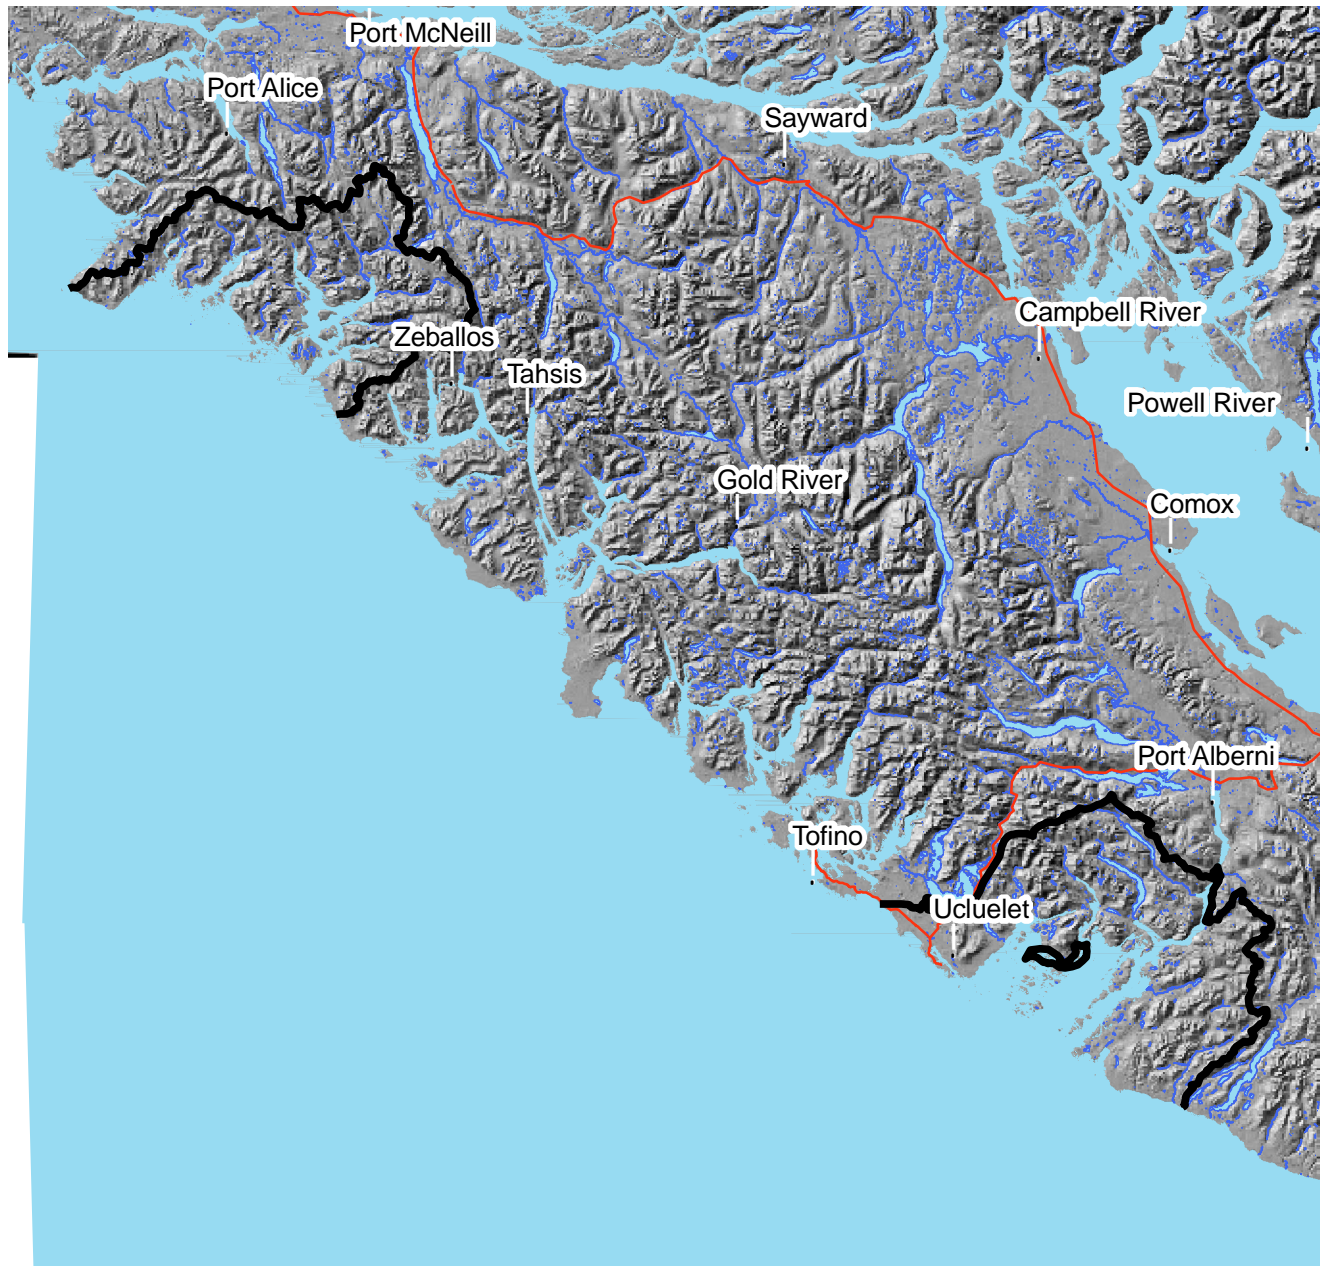 Port McNeill
Port Alice
Sayward
Campbell River
Zeballos
Tahsis
Powell River
Gold River
Comox
Port Alberni
Tofino
Ucluelet